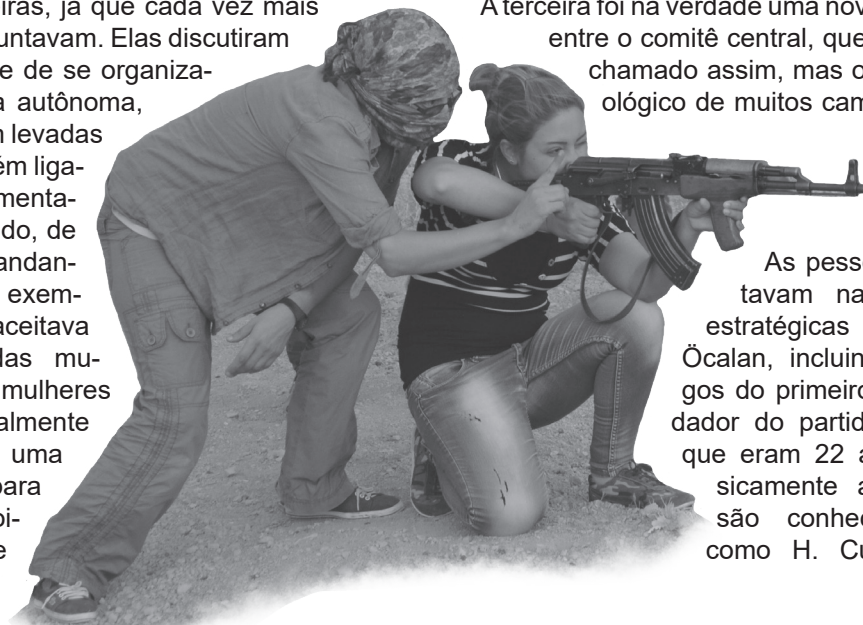 iras, já que cada vez mais
untavam. Elas discutiram
e de se organiza-
a autônoma,
levadas
ém liga-
menta-
do, de
andan-
exem-
aceitava
las mu-
mulheres
almente
uma
para
e
A terceira foi na verdade uma nov
entre o comitê central, que
chamado assim, mas o
ológico de muitos cam
As pess
tavam na
estratégicas
Öcalan, incluin
gos do primeiro
dador do partid
que eram 22 a
sicamente a
são conhec
como H. Cu